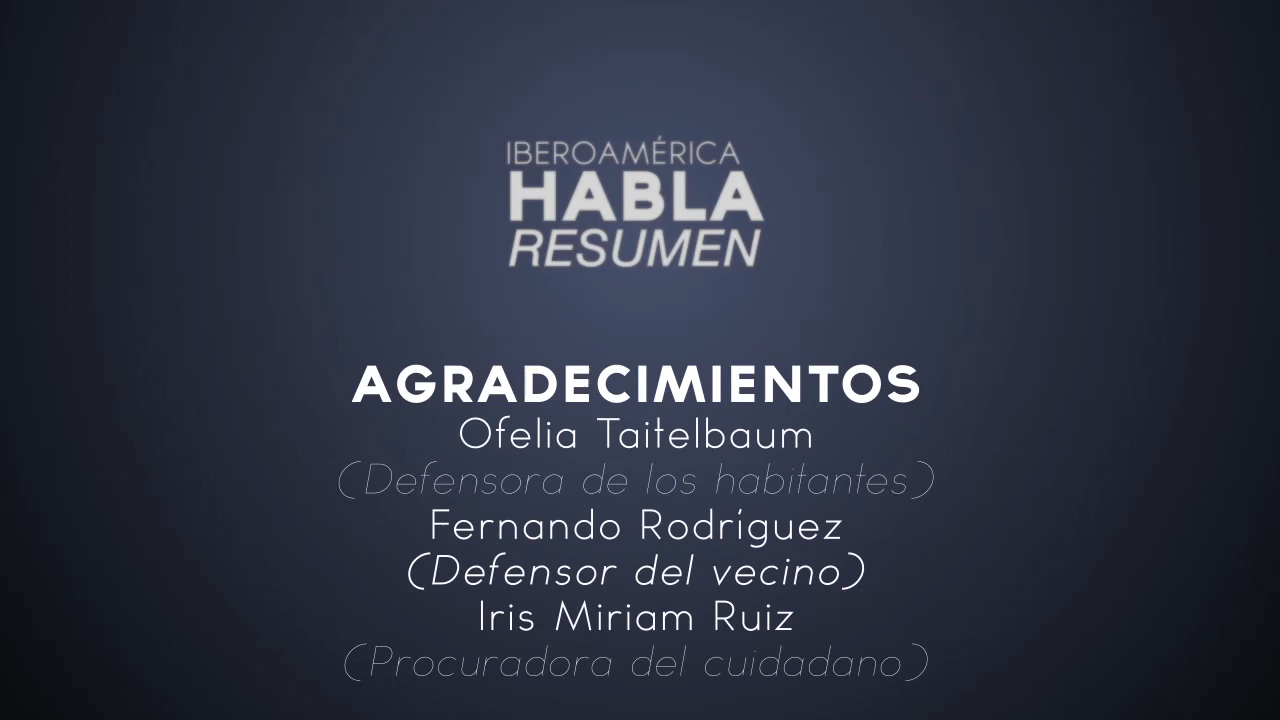 IBEROAMÉRICA
HABLA
RESUMEN
AGRADECIMIENTOS
Ofelia Taitelbaum
(Defensora de los habitantes)
Fernando Rodríguez
(Defensor del vecino)
Iris Miriam Ruiz
(Procuradora del cuidadano)